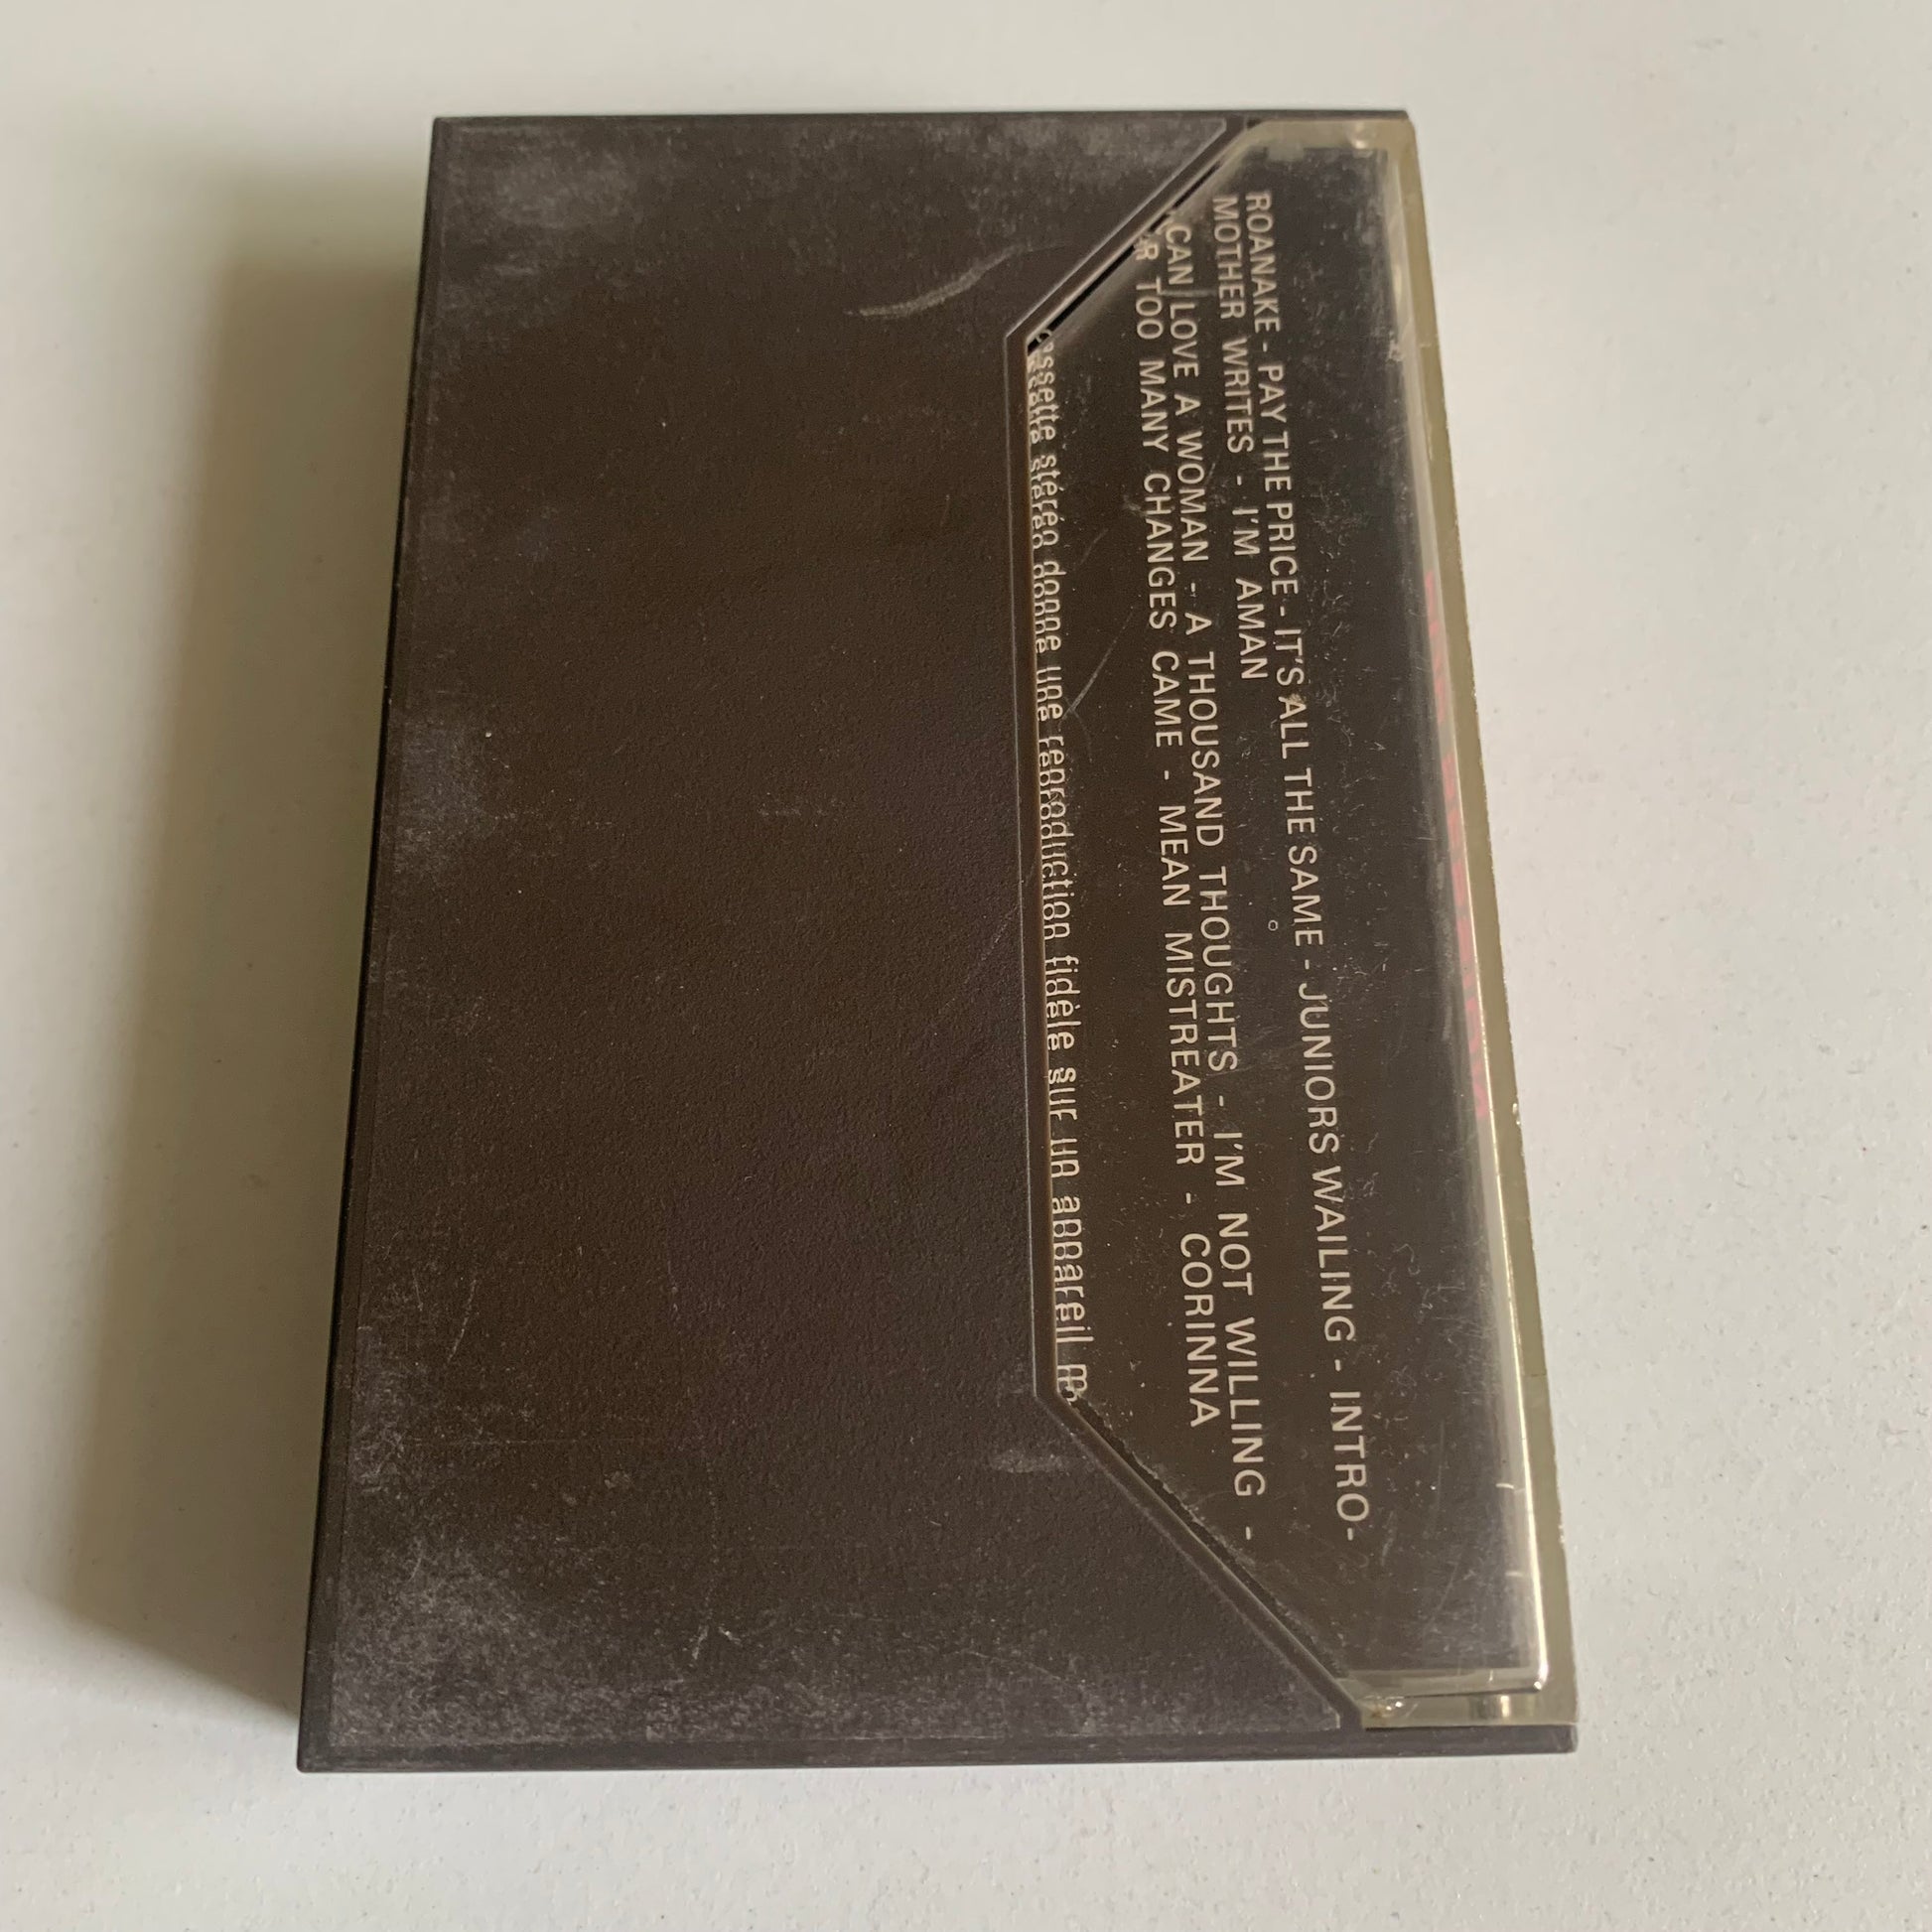 ROANAKE - PAY THE PRICE - IT'S ALL THE SAME - JUNIORS WAILING - INTRO-
MOTHER WRITES - I'M AMAN
CAN LOVE A WOMAN - A THOUSAND THOUGHTS - I'M NOT WILLING -
TOO MANY CHANGES CAME - MEAN MISTREATER - CORINNA
stéréo donne une reproduction fidèle sur un appareil